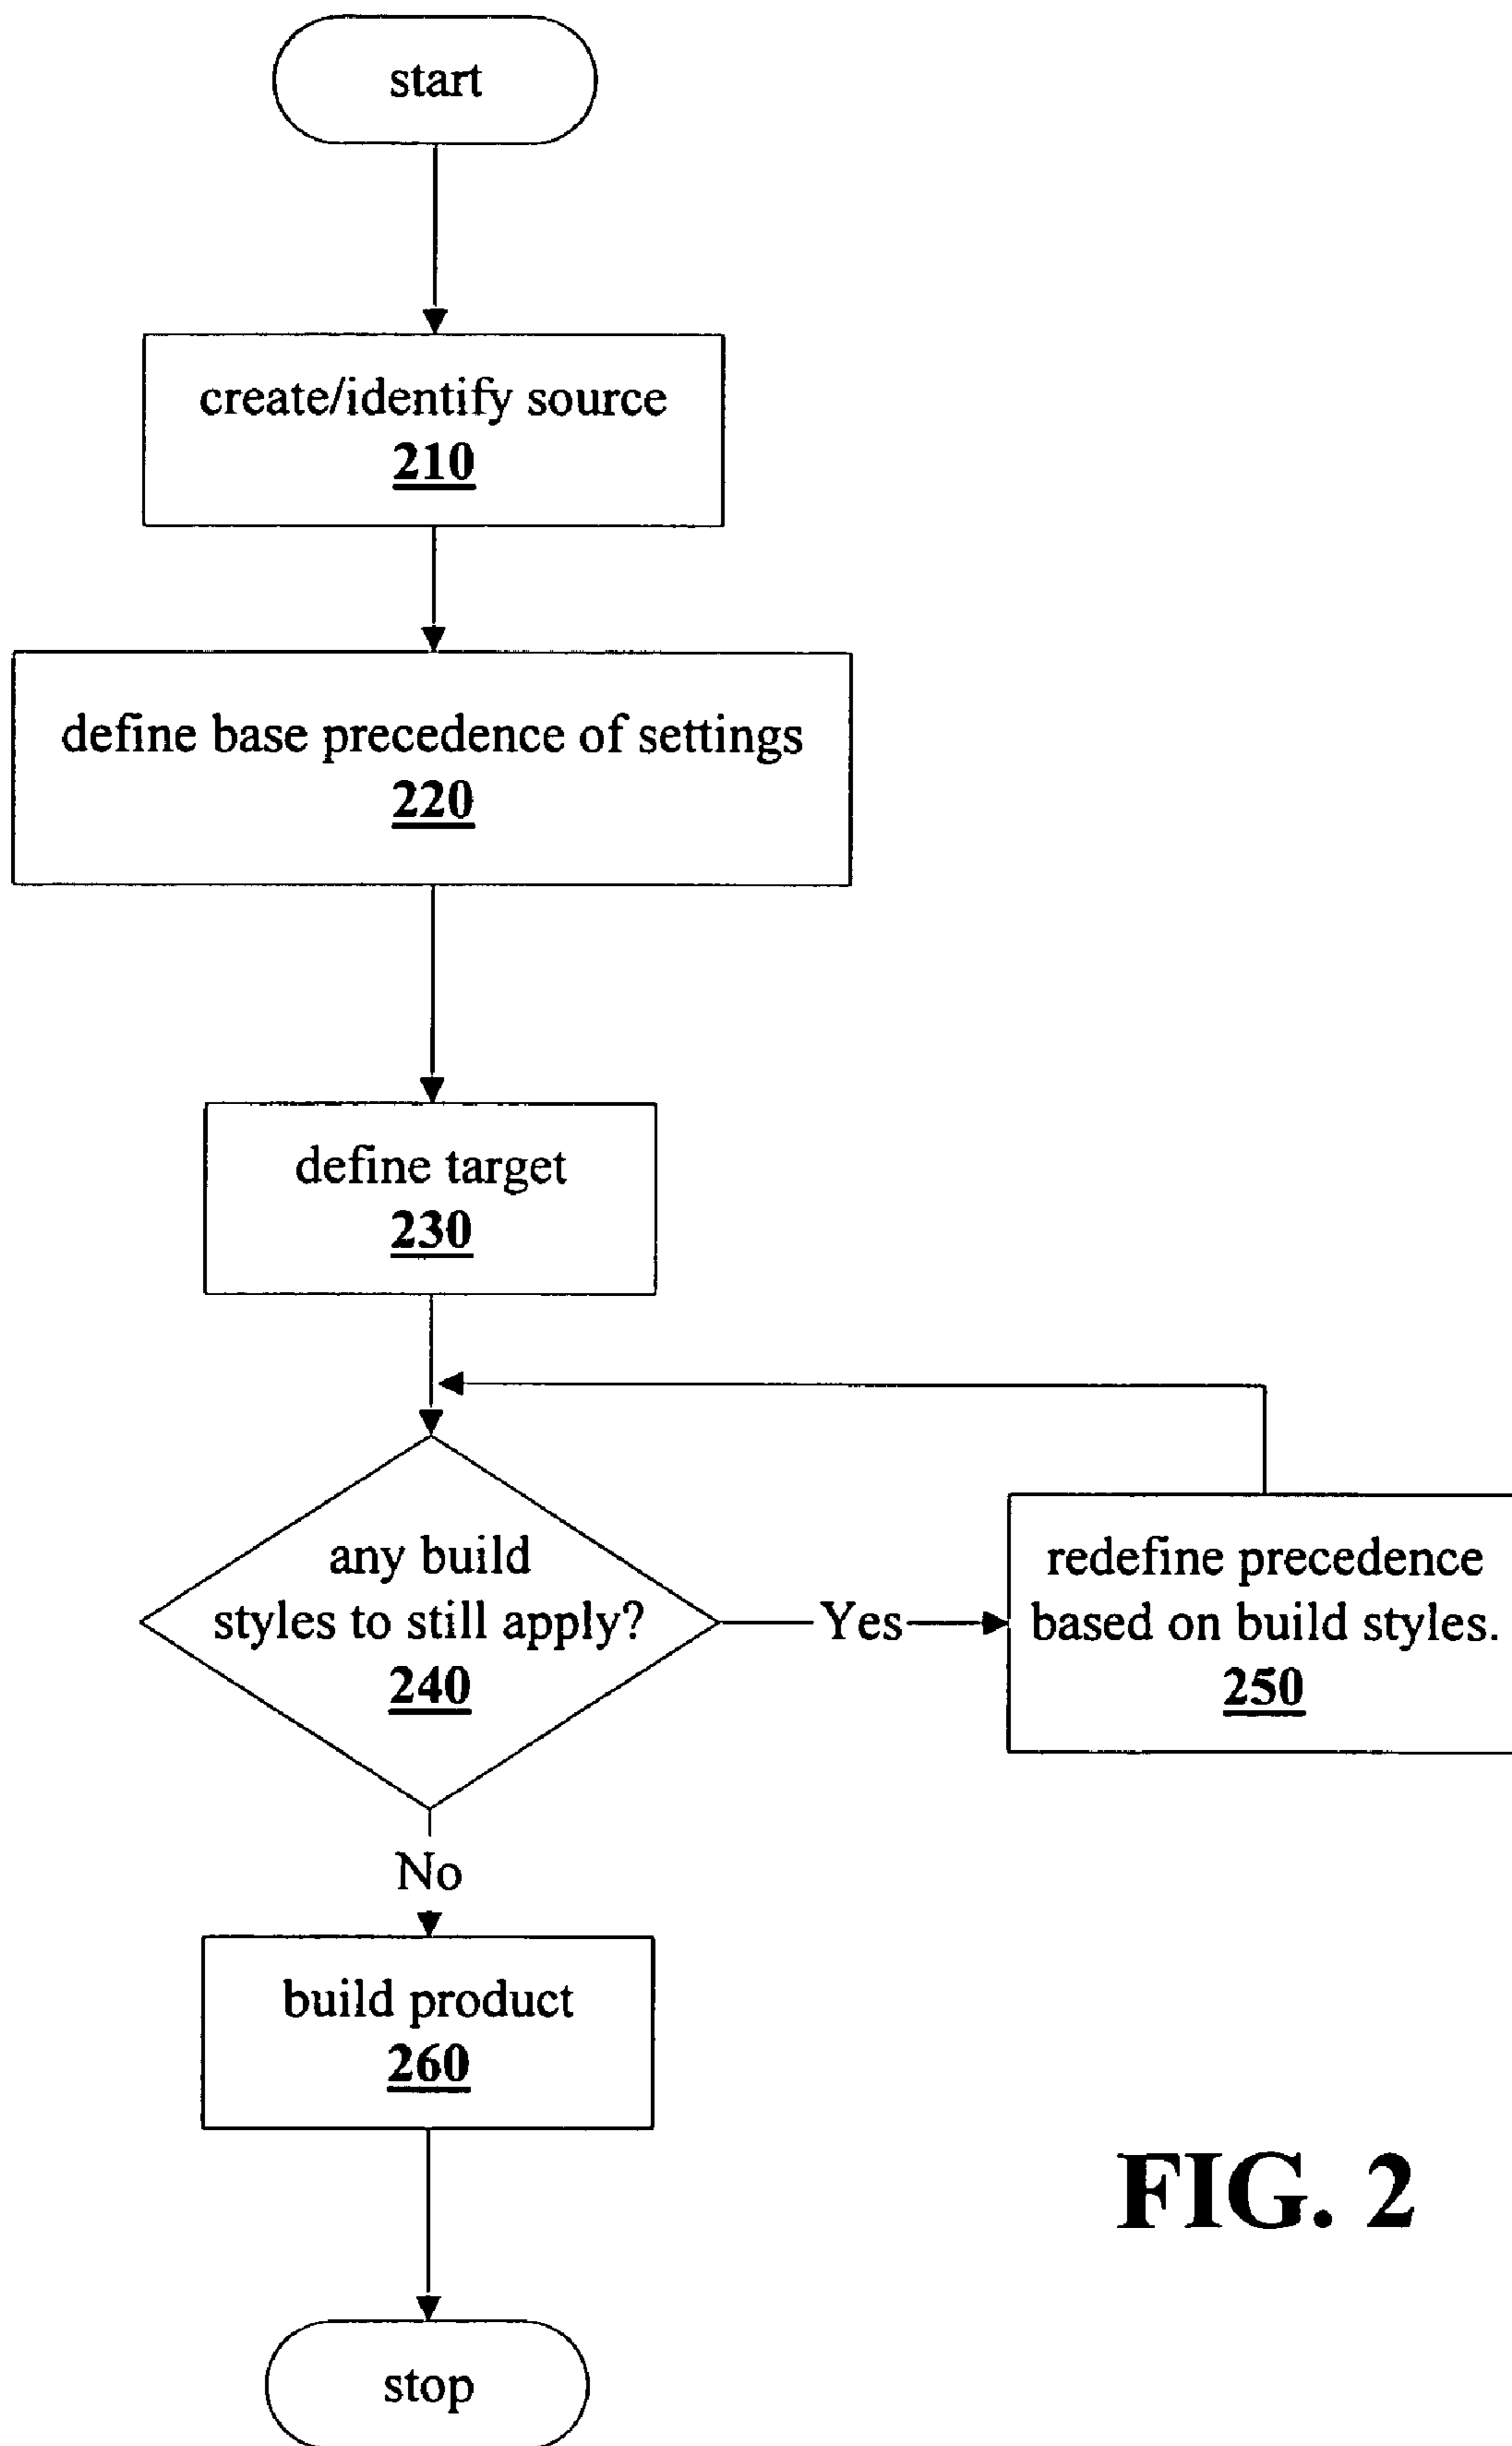 start
create/identify source
210
define base precedence of settings
220
define target
230
any build
styles to still apply?
240
Yes
redefine precedence
based on build styles.
250
No
build product
260
FIG. 2
stop